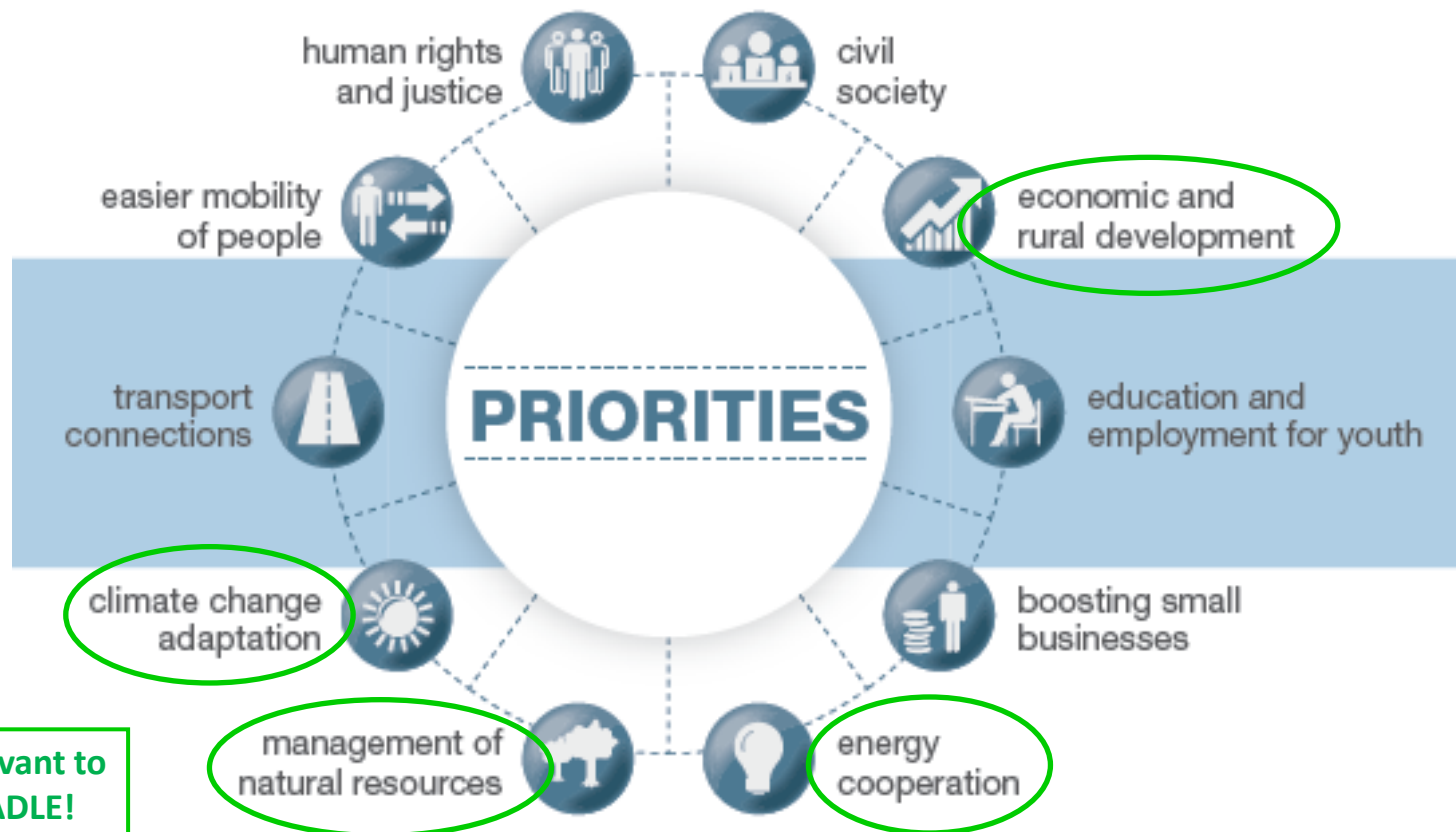 human rights
and justice
civil
society
easier mobility
of people
economic and
rural development
transport
connections
PRIORITIES
education and
employment for youth
climate change
adaptation
boosting small
businesses
management of
natural resources
energy
cooperation
to